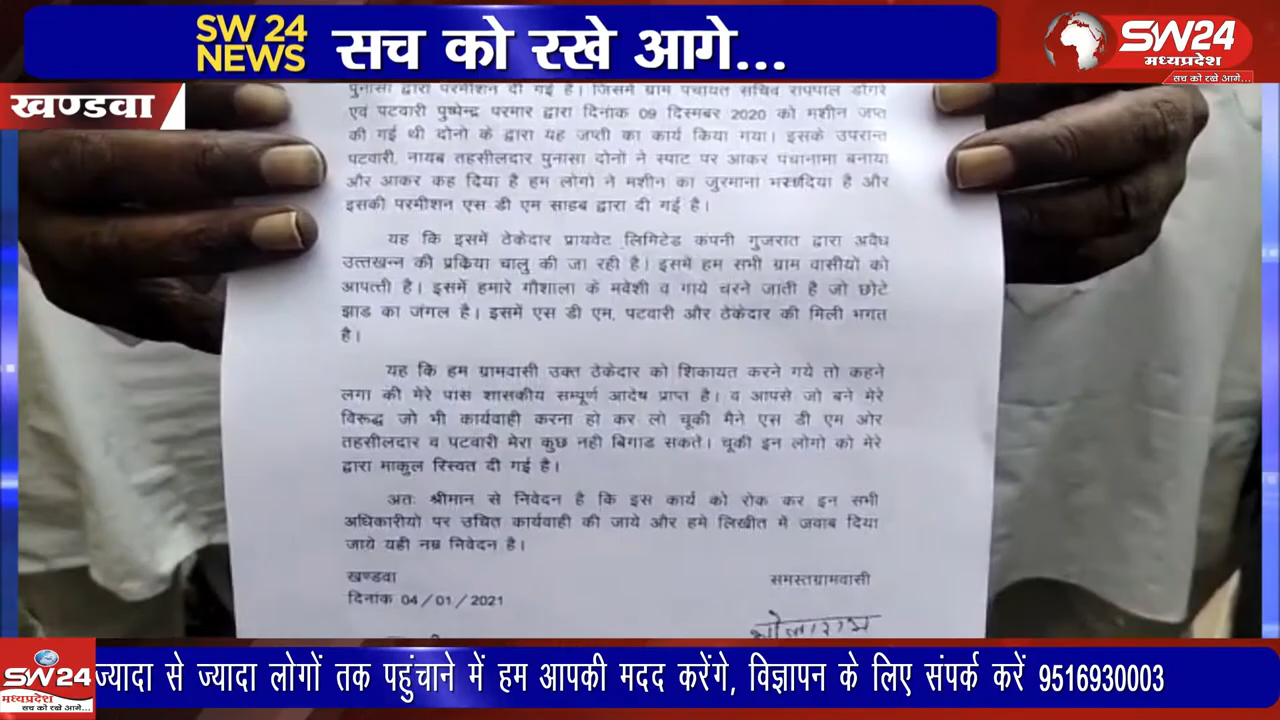 SW 24
NEWS
सच को रखे आगे...
SW24
मध्यप्रदेश
सच को रखे आगे...
खण्डवा
पुनासा द्वारा परमीशन दी गई है। जिसमें ग्राम पंचायत सचिव रायपाल डोंगरे
एवं पटवारी पुष्पेन्द्र परमार द्वारा दिनांक 09 दिसमबर 2020 को मशीन जप्त
की गई थी दोनो के द्वारा यह जप्ती का कार्य किया गया। इसके उपरान्त
पटवारी, नायब तहसीलदार पुनासा दोनों ने स्पाट पर आकर पंचानामा बनाया
और आकर कह दिया है हम लोगो ने मशीन का जुरमाना दिया है और
इसकी परमीशन एस डी एम साहब द्वारा दी गई है।
यह कि इसमें ठेकेदार प्रायवेट लिमिटेड कंपनी गुजरात द्वारा अवैध
उत्तखन्न की प्रक्रिया चालु की जा रही है। इसमें हम सभी ग्राम वासीयों को
आपत्ती है। इसमें हमारे गौशाला के मवेशी व गाये चरने जाती है जो छोटे
झाड का जंगल है। इसमें एस डी एम, पटवारी और ठेकेदार की मिली भगत
है।
यह कि हम ग्रामवासी उक्त ठेकेदार को शिकायत करने गये तो कहने
लगा की मेरे पास शासकीय सम्पूर्ण आदेष प्राप्त है। व आपसे जो बने मेरे
विरूद्ध जो भी कार्यवाही करना हो कर लो चूकी मैने एस डी एम ओर
तहसीलदार व पटवारी मेरा कुछ नही बिगाड सकते। चूकी इन लोगो को मेरे
द्वारा माकुल रिस्वत दी गई है।
अतः श्रीमान से निवेदन है कि इस कार्य को रोक कर इन सभी
अधिकारीयो पर उचित कार्यवाही की जाये और हमे लिखीत में जवाब दिया
जाये यही नम्र निवेदन है।
खण्डवा
समस्तग्रामवासी
दिनांक 04/01/2021
SW24
मध्यप्रदेश
सच को रखे आगे...
ज्यादा से ज्यादा लोगों तक पहुंचाने में हम आपकी मदद करेंगे, विज्ञापन के लिए संपर्क करें 9516930003